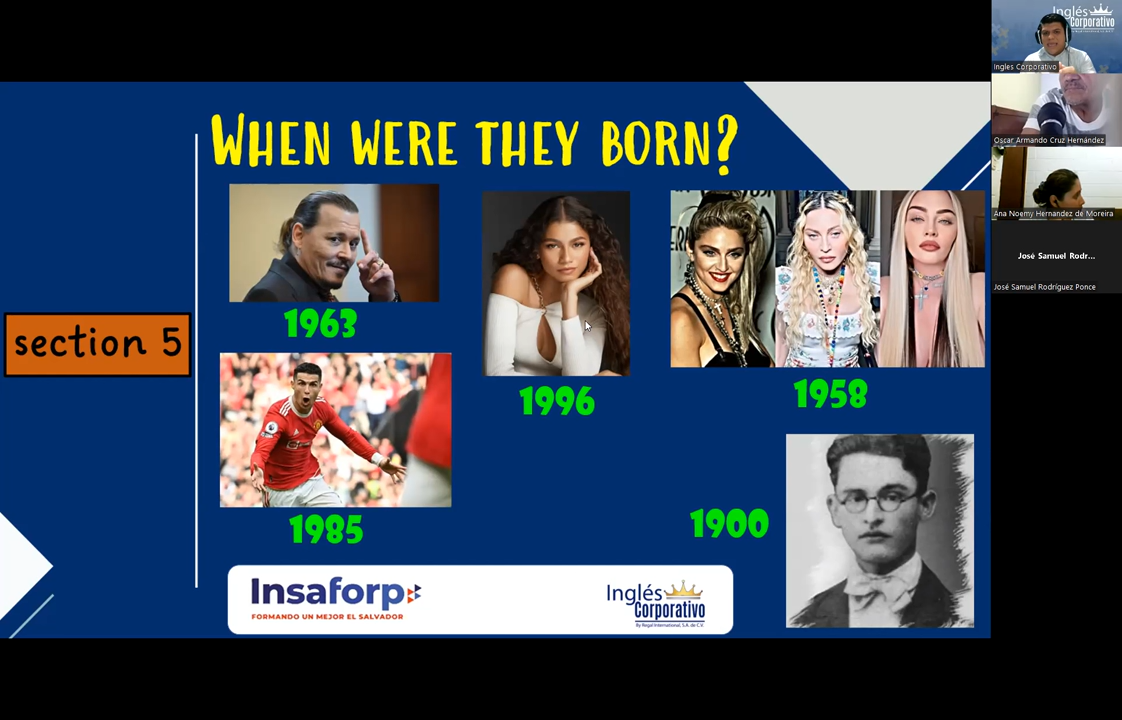 WHEN WERE THEY BORN?
1963
1996
1958
section 5
1985
1900
Insaforp
FORMANDO UN MEJOR EL SALVADOR
Inglés
Corporativo
By Regal International, S.A. de C.V.
Inglés
Corporativo
Ingles Corporativo
Oscar Armando Cruz Hernández
Ana Noemy Hernandez de Moreira
José Samuel Rodr...
José Samuel Rodríguez Ponce